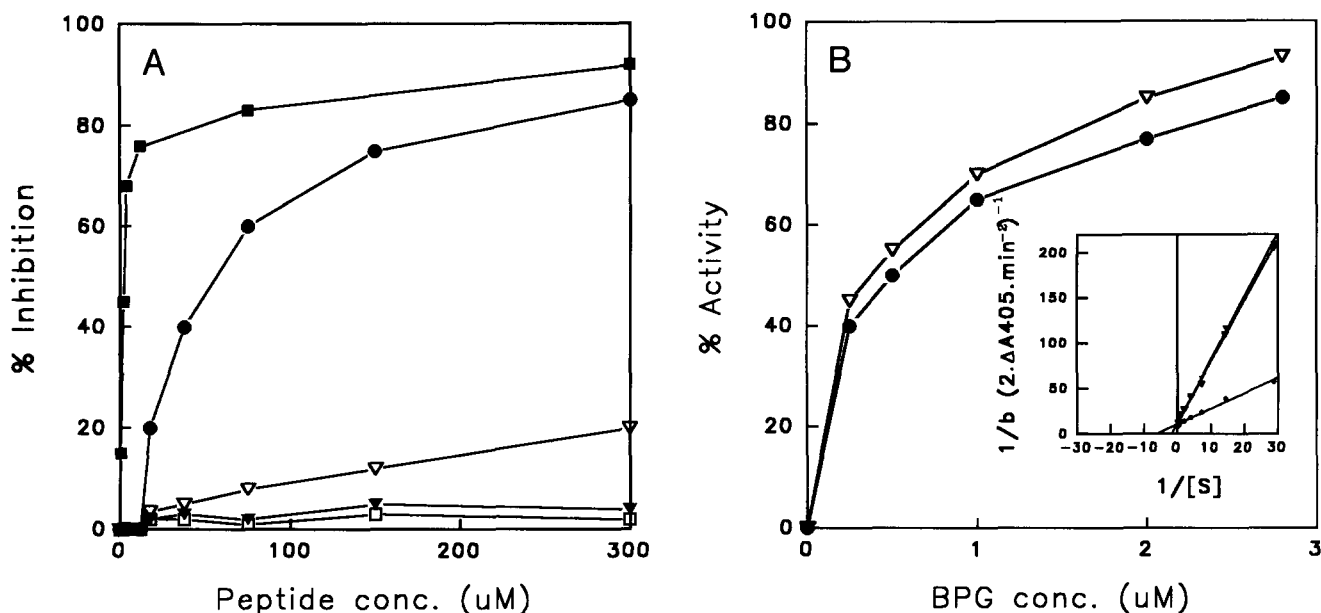 100
80
60
40
20
0
% Inhibition
A
0
100
200
300
Peptide conc. (uM)
100
80
60
40
20
0
% Activity
B
0
1
2
3
BPG conc. (uM)
200
150
100
50
0
1/b (2.ΔA405.min⁻²)⁻¹
-30 -20 -10 0 10 20 30
1/[S]